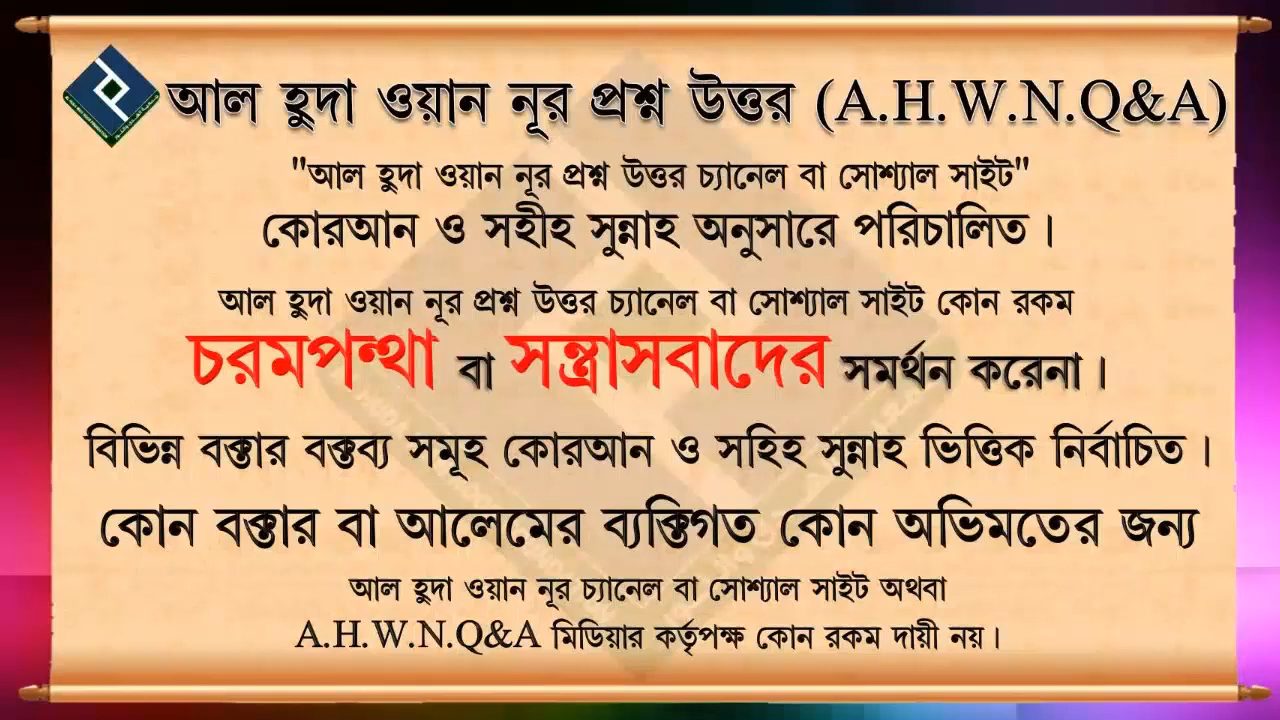 আল হুদা ওয়ান নূর প্রশ্ন উত্তর (A.H.W.N.Q&A)
"আল হুদা ওয়ান নূর প্রশ্ন উত্তর চ্যানেল বা সোশ্যাল সাইট"
কোরআন ও সহীহ সুন্নাহ অনুসারে পরিচালিত।
আল হুদা ওয়ান নূর প্রশ্ন উত্তর চ্যানেল বা সোশ্যাল সাইট কোন রকম
চরমপন্থা বা সন্ত্রাসবাদের সমর্থন করেনা।
বিভিন্ন বক্তার বক্তব্য সমূহ কোরআন ও সহিহ সুন্নাহ ভিত্তিক নির্বাচিত।
কোন বক্তার বা আলেমের ব্যক্তিগত কোন অভিমতের জন্য
আল হুদা ওয়ান নূর চ্যানেল বা সোশ্যাল সাইট অথবা
A.H.W.N.Q&A মিডিয়ার কর্তৃপক্ষ কোন রকম দায়ী নয়।